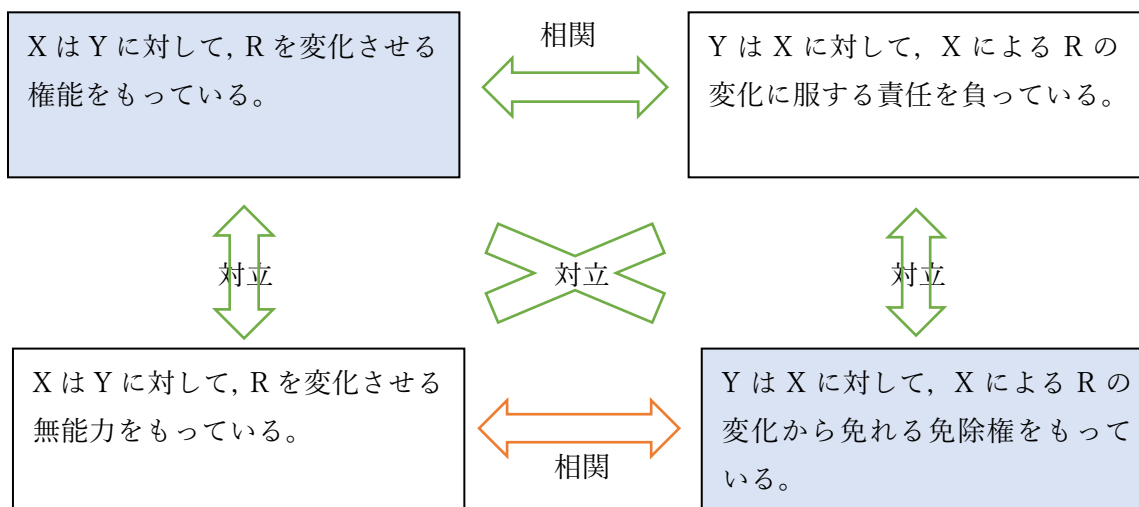 X は Y に対して, R を変化させる
権能をもっている。
相関
Y は X に対して，X による R の
変化に服する責任を負っている。
対立
対立
対立
X は Y に対して, R を変化させる
無能力をもっている。
相関
Y は X に対して，X による R の
変化から免れる免除権をもって
いる。